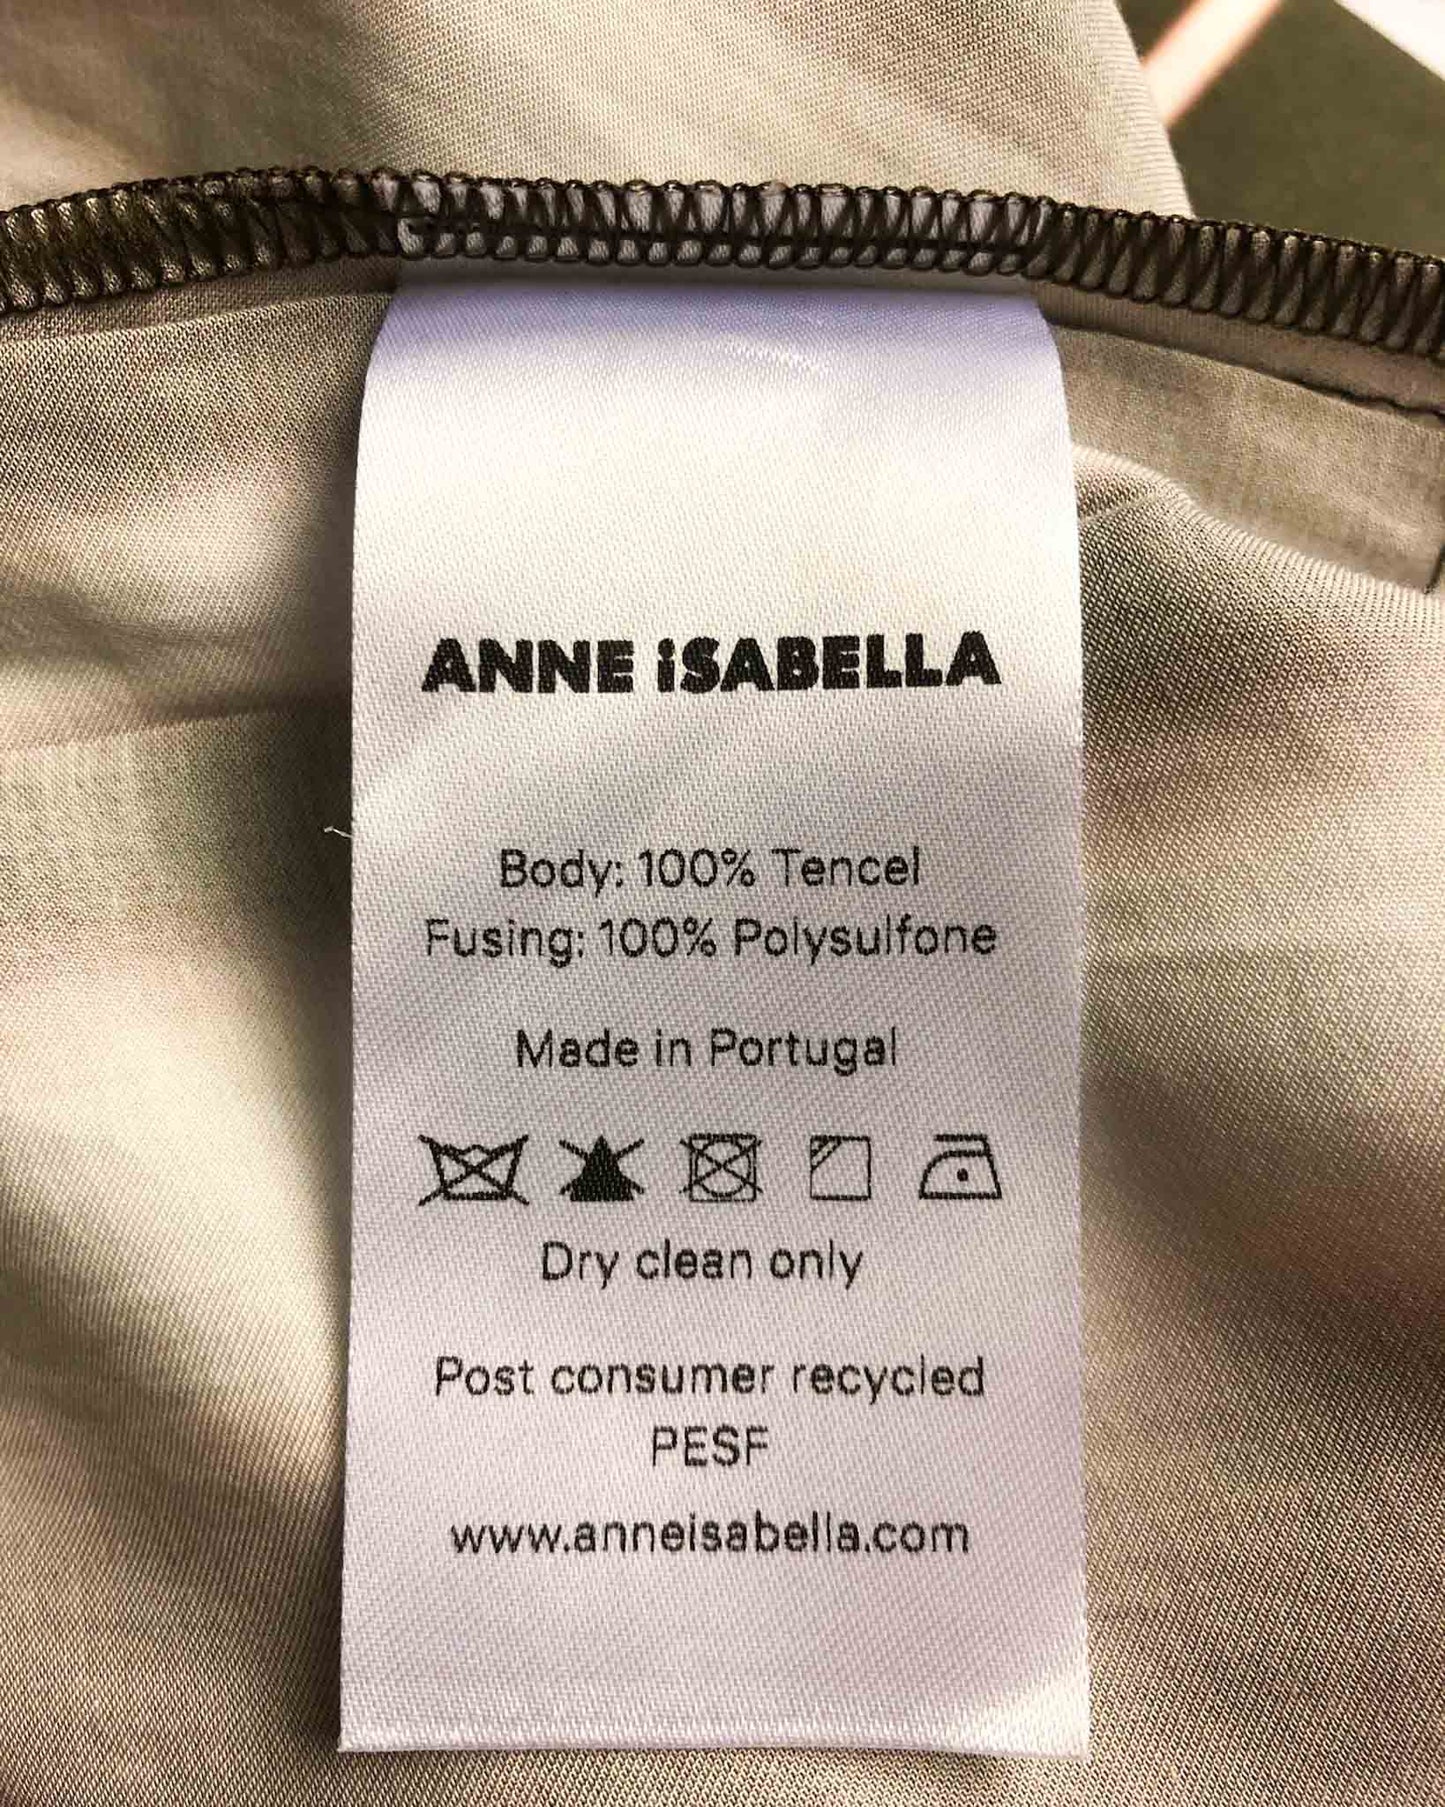 ANNE iSABELLA
Body: 100% Tencel
Fusing: 100% Polysulfone
Made in Portugal
Dry clean only
Post consumer recycled
PESF
www.anneisabella.com